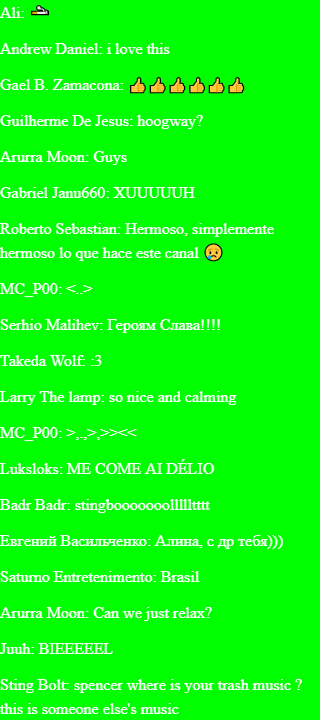 Ali:
Andrew Daniel: i love this
Gael B. Zamacona: 👍👍👍👍👍👍
Guilherme De Jesus: hoogway?
Arurra Moon: Guys
Gabriel Janu660: XUUUUUH
Roberto Sebastian: Hermoso, simplemente
hermoso lo que hace este canal 😢
MC_P00: <..>
Serhio Malihev: Героям Слава!!!!
Takeda Wolf: :3
Larry The lamp: so nice and calming
MC_P00: >,.,>,>><<
Luksloks: ME COME AI DÉLIO
Badr Badr: stingbooooooolllllttttt
Евгений Васильченко: Алина, с др тебя)))
Saturno Entretenimento: Brasil
Arurra Moon: Can we just relax?
Juuh: BIEEEEEL
Sting Bolt: spencer where is your trash music ?
this is someone else's music